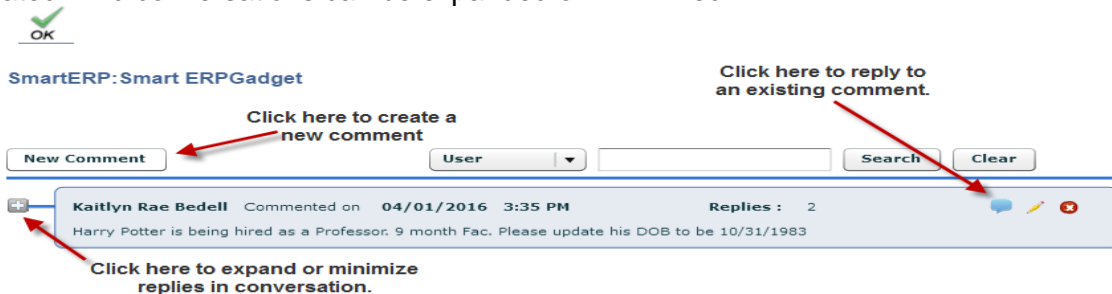 OK
SmartERP:Smart ERPGadget
Click here to reply to
an existing comment.
Click here to create a
new comment
New Comment User Search Clear
Kaitlyn Rae Bedell Commented on 04/01/2016 3:35 PM Replies : 2
Harry Potter is being hired as a Professor. 9 month Fac. Please update his DOB to be 10/31/1983
Click here to expand or minimize
replies in conversation.